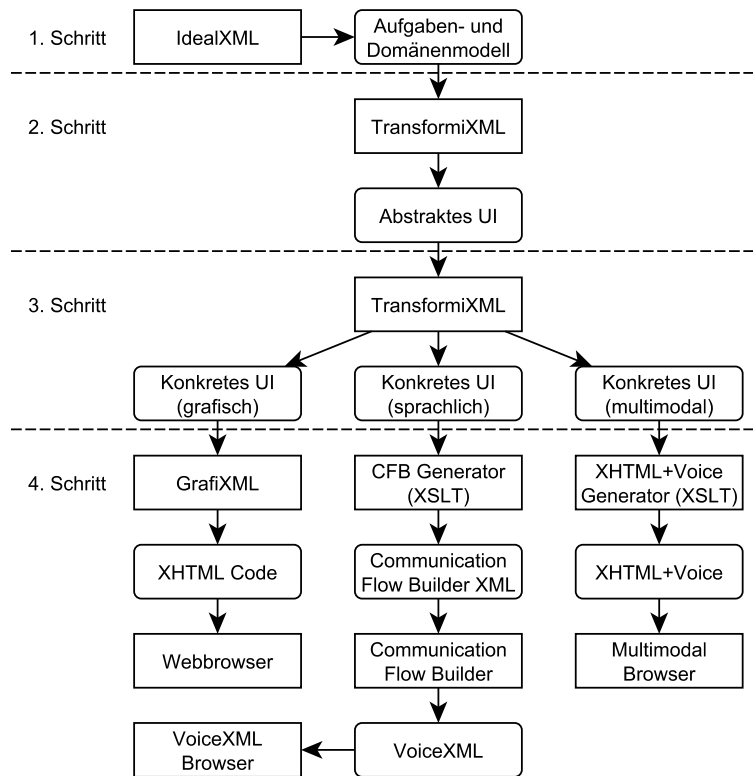 1. Schritt
IdealXML
Aufgaben- und
Domänenmodell
2. Schritt
TransformiXML
Abstraktes UI
3. Schritt
TransformiXML
Konkretes UI
(grafisch)
Konkretes UI
(sprachlich)
Konkretes UI
(multimodal)
4. Schritt
GrafiXML
CFB Generator
(XSLT)
XHTML+Voice
Generator (XSLT)
XHTML Code
Communication
Flow Builder XML
XHTML+Voice
Webbrowser
Communication
Flow Builder
Multimodal
Browser
VoiceXML
Browser
VoiceXML